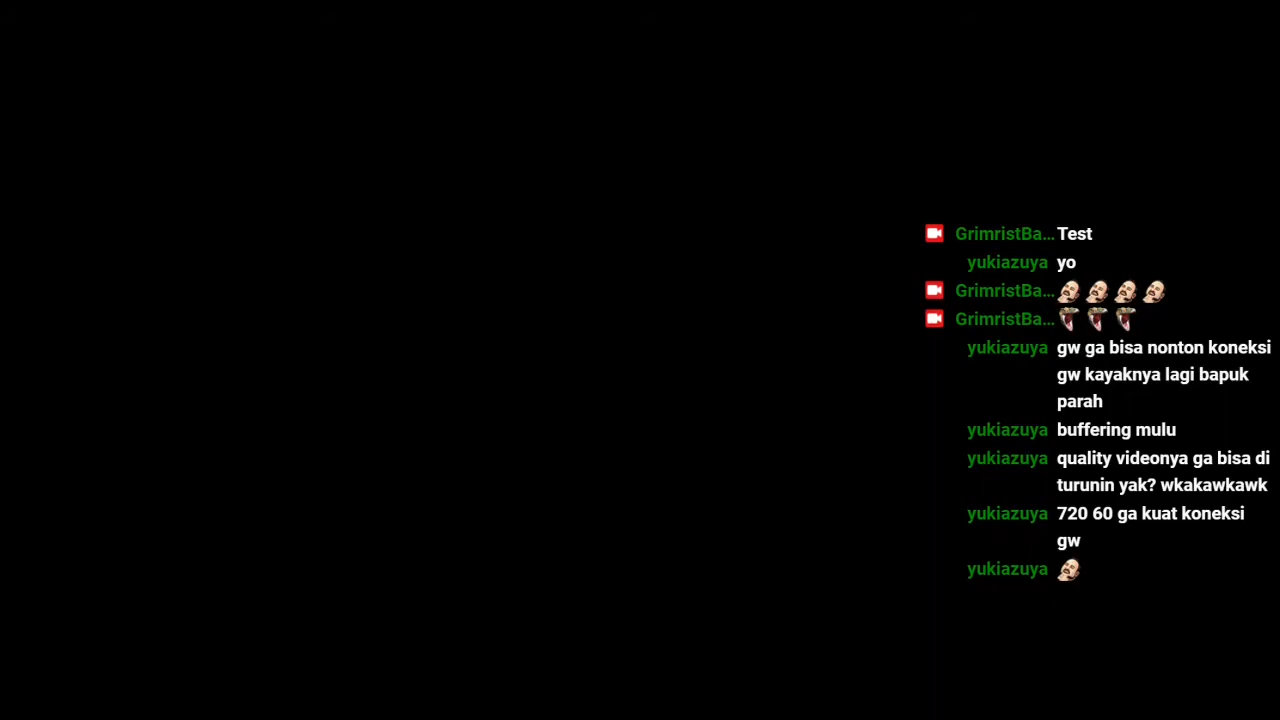 GrimristBa... Test
yukiazuya yo
GrimristBa...
GrimristBa...
yukiazuya gw ga bisa nonton koneksi
gw kayaknya lagi bapuk
parah
yukiazuya buffering mulu
yukiazuya quality videonya ga bisa di
turunin yak? wkakawkawk
yukiazuya 720 60 ga kuat koneksi
gw
yukiazuya